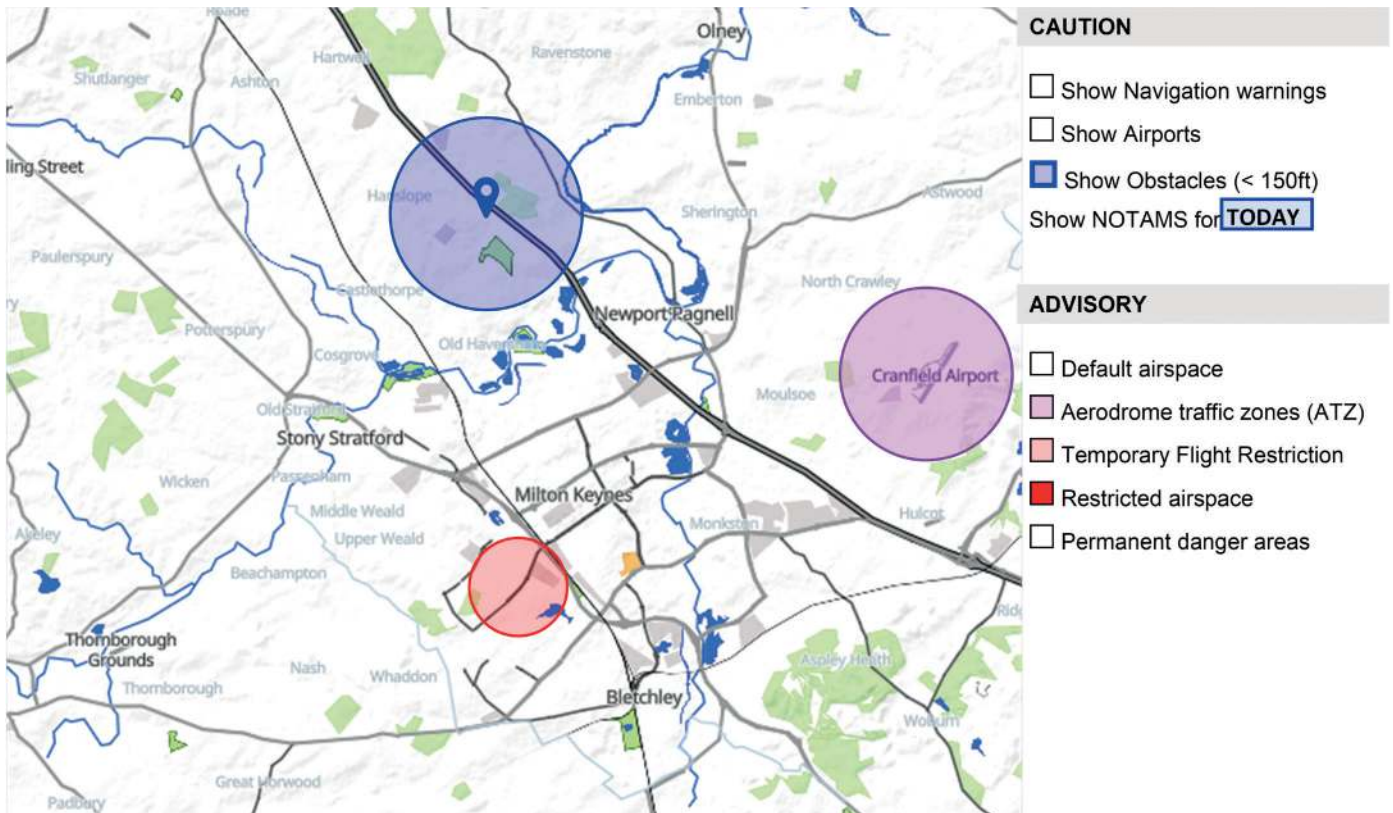 Roade
Olney
Hartwell
Ravenstone
Shutlanger
Ashton
Emberton
ling Street
Hanslope
Astwood
Sherington
Paulerspury
North Crawley
Castlethorpe
Newport Pagnell
Potterspury
Cosgrove
Old Haversham
Cranfield Airport
Moulsoe
Old Stratford
Stony Stratford
Passenham
Wicken
Milton Keynes
Middle Weald
Monkston
Hulcot
Akeley
Upper Weald
Beachampton
Ridg
Thornborough
Grounds
Nash
Whaddon
Aspley Heath
Thornborough
Bletchley
Woburn
Great Horwood
Padbury
CAUTION
Show Navigation warnings
Show Airports
Show Obstacles (< 150ft)
Show NOTAMS for TODAY
ADVISORY
Default airspace
Aerodrome traffic zones (ATZ)
Temporary Flight Restriction
Restricted airspace
Permanent danger areas